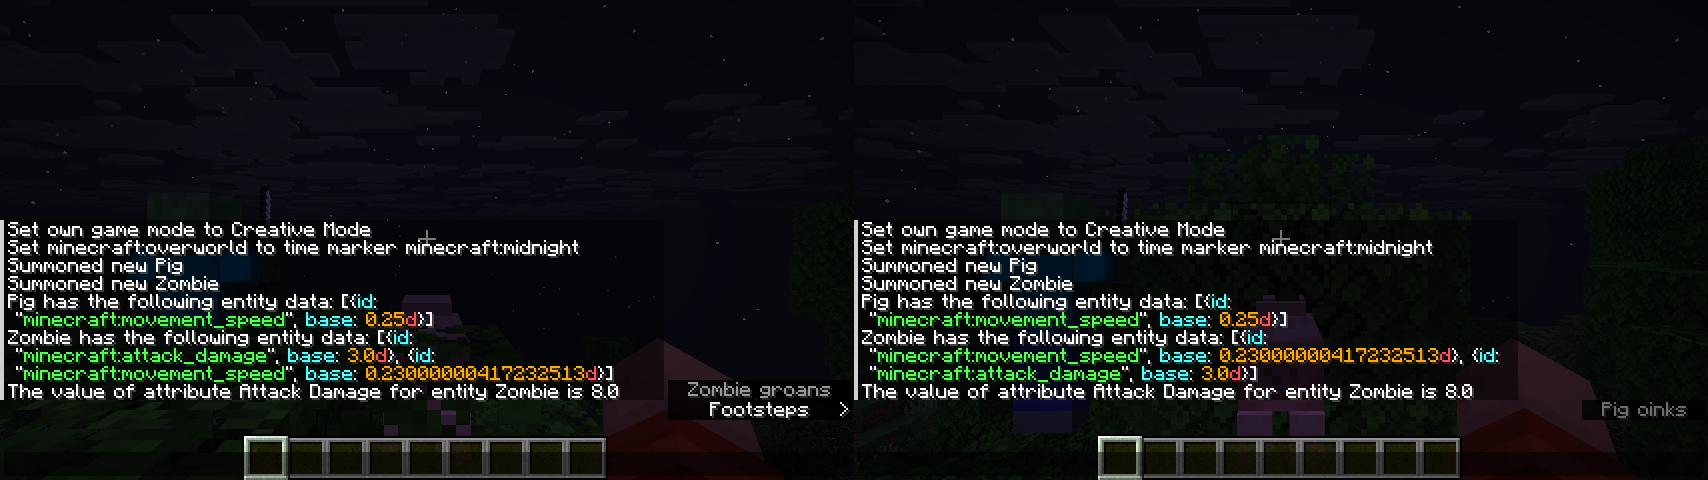 Set own game mode to Creative Mode
Set minecraft:overworld to time marker minecraft:midnight
Summoned new Pig
Summoned new Zombie
Pig has the following entity data: [{id:
"minecraft:movement_speed", base: 0.25d}]
Zombie has the following entity data: [{id:
"minecraft:attack_damage", base: 3.0d}, {id:
"minecraft:movement_speed", base: 0.23000000417232513d}]
The value of attribute Attack Damage for entity Zombie is 8.0
Zombie groans
Footsteps >
Set own game mode to Creative Mode
Set minecraft:overworld to time marker minecraft:midnight
Summoned new Pig
Summoned new Zombie
Pig has the following entity data: [{id:
"minecraft:movement_speed", base: 0.25d}]
Zombie has the following entity data: [{id:
"minecraft:movement_speed", base: 0.23000000417232513d}, {id:
"minecraft:attack_damage", base: 3.0d}]
The value of attribute Attack Damage for entity Zombie is 8.0
Pig oinks